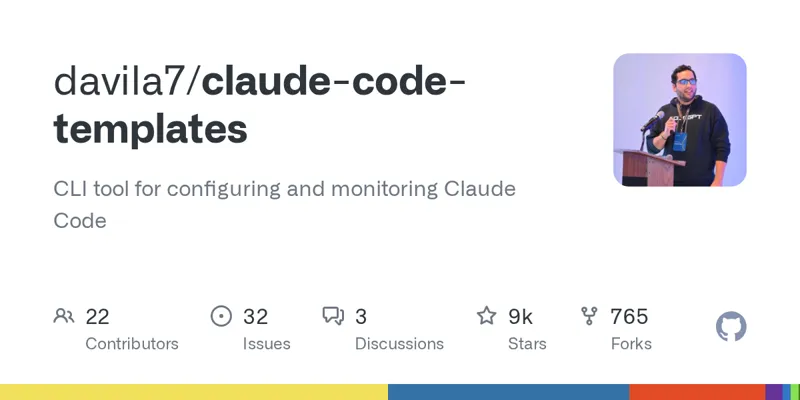 davila7/claude-code-
templates
CLI tool for configuring and monitoring Claude
Code
22
Contributors
32
Issues
3
Discussions
9k
Stars
765
Forks